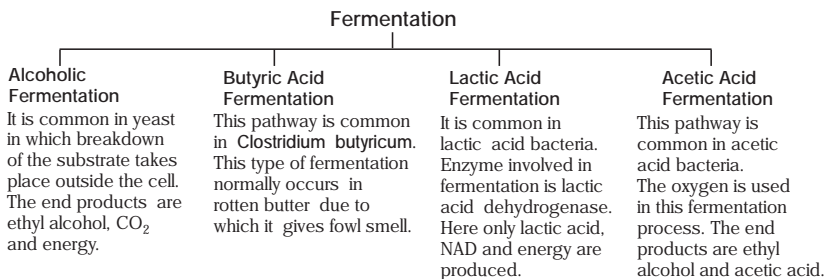 Fermentation
Alcoholic
Fermentation
It is common in yeast
in which breakdown
of the substrate takes
place outside the cell.
The end products are
ethyl alcohol, CO₂
and energy.
Butyric Acid
Fermentation
This pathway is common
in Clostridium butyricum.
This type of fermentation
normally occurs in
rotten butter due to
which it gives fowl smell.
Lactic Acid
Fermentation
It is common in
lactic acid bacteria.
Enzyme involved in
fermentation is lactic
acid dehydrogenase.
Here only lactic acid,
NAD and energy are
produced.
Acetic Acid
Fermentation
This pathway is
common in acetic
acid bacteria.
The oxygen is used
in this fermentation
process. The end
products are ethyl
alcohol and acetic acid.